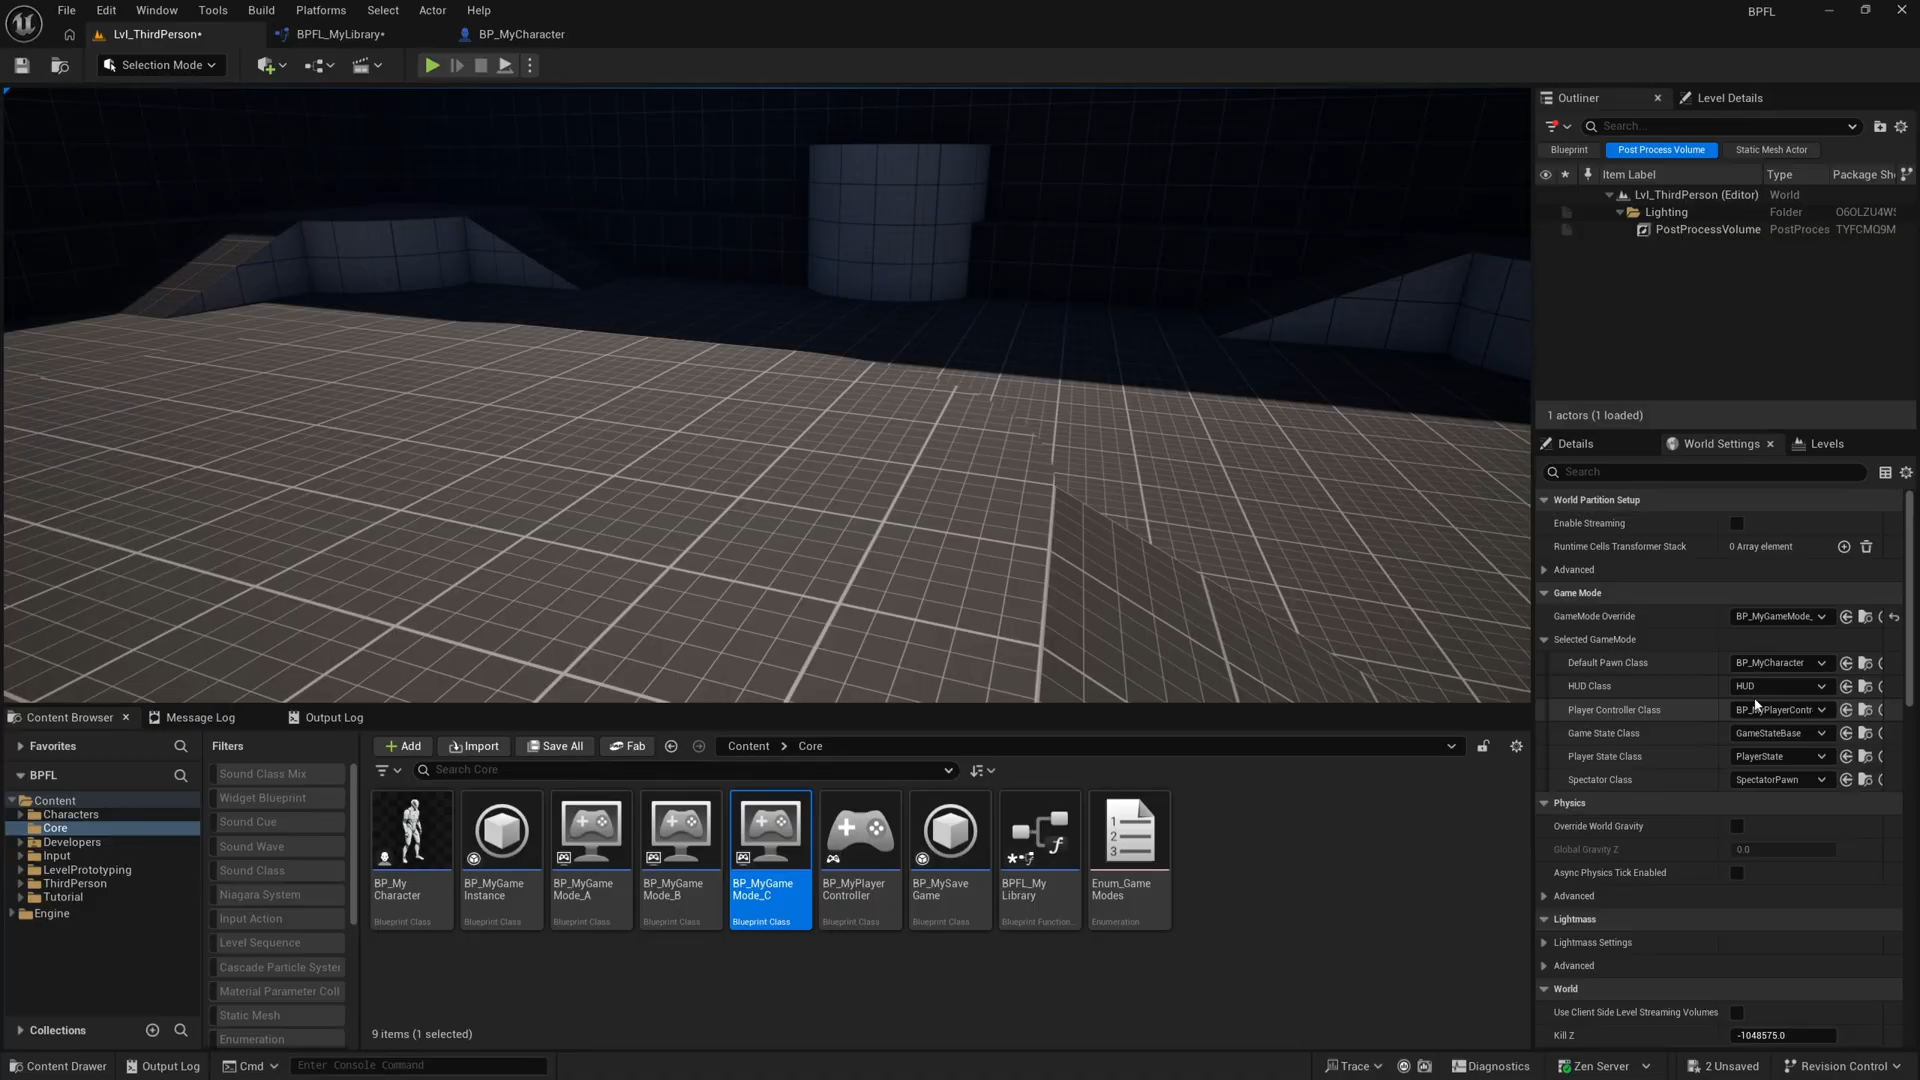 File Edit Window Tools Build Platforms Select Actor Help
BPFL
Lvl_ThirdPerson*
BPFL_MyLibrary*
BP_MyCharacter
Selection Mode
Outliner
Level Details
Search...
Blueprint
Post Process Volume
Static Mesh Actor
Item Label Type Package Sh
Lvl_ThirdPerson (Editor) World
Lighting Folder O6OLZU4WS
PostProcessVolume PostProces TYFCMQ9M
1 actors (1 loaded)
Details
World Settings
Levels
Search
World Partition Setup
Enable Streaming
Runtime Cells Transformer Stack 0 Array element
Advanced
Game Mode
GameMode Override BP_MyGameMode_
Selected GameMode
Default Pawn Class BP_MyCharacter
HUD Class HUD
Player Controller Class BP_MyPlayerContr
Game State Class GameStateBase
Player State Class PlayerState
Spectator Class SpectatorPawn
Physics
Override World Gravity
Global Gravity Z 0.0
Async Physics Tick Enabled
Advanced
Lightmass
Lightmass Settings
Advanced
World
Use Client Side Level Streaming Volumes
Kill Z -1048575.0
Content Browser
Message Log
Output Log
Favorites
BPFL
Content
Characters
Core
Developers
Input
LevelPrototyping
ThirdPerson
Tutorial
Engine
Collections
Filters
Sound Class Mix
Widget Blueprint
Sound Cue
Sound Wave
Sound Class
Niagara System
Input Action
Level Sequence
Cascade Particle System
Material Parameter Coll
Static Mesh
Enumeration
Add
Import
Save All
Fab
Content
Core
Search Core
BP_My
Character
Blueprint Class
BP_MyGame
Instance
Blueprint Class
BP_MyGame
Mode_A
Blueprint Class
BP_MyGame
Mode_B
Blueprint Class
BP_MyGame
Mode_C
Blueprint Class
BP_MyPlayer
Controller
Blueprint Class
BP_MySave
Game
Blueprint Class
BPFL_My
Library
Blueprint Function...
Enum_Game
Modes
Enumeration
9 items (1 selected)
Content Drawer
Output Log
Cmd
Enter Console Command
Trace
Diagnostics
Zen Server
2 Unsaved
Revision Control